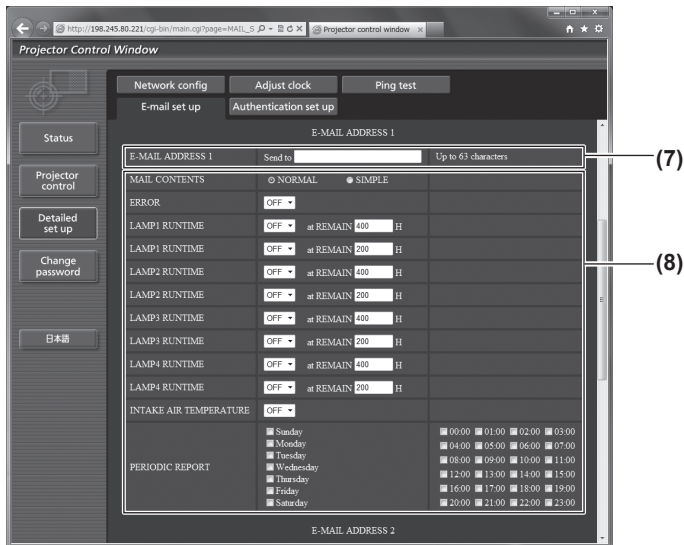 http://198.245.80.221/cgi-bin/main.cgi?page=MAIL_S
Projector control window
Projector Control Window
Network config Adjust clock Ping test
E-mail set up Authentication set up
Status
Projector
control
Detailed
set up
Change
password
日本語
E-MAIL ADDRESS 1
E-MAIL ADDRESS 1 Send to Up to 63 characters
(7)
MAIL CONTENTS NORMAL SIMPLE
ERROR OFF
LAMP1 RUNTIME OFF at REMAIN 400 H
LAMP1 RUNTIME OFF at REMAIN 200 H
(8)
LAMP2 RUNTIME OFF at REMAIN 400 H
LAMP2 RUNTIME OFF at REMAIN 200 H
LAMP3 RUNTIME OFF at REMAIN 400 H
LAMP3 RUNTIME OFF at REMAIN 200 H
LAMP4 RUNTIME OFF at REMAIN 400 H
LAMP4 RUNTIME OFF at REMAIN 200 H
INTAKE AIR TEMPERATURE OFF
PERIODIC REPORT
Sunday
Monday
Tuesday
Wednesday
Thursday
Friday
Saturday
00:00 01:00 02:00 03:00
04:00 05:00 06:00 07:00
08:00 09:00 10:00 11:00
12:00 13:00 14:00 15:00
16:00 17:00 18:00 19:00
20:00 21:00 22:00 23:00
E-MAIL ADDRESS 2